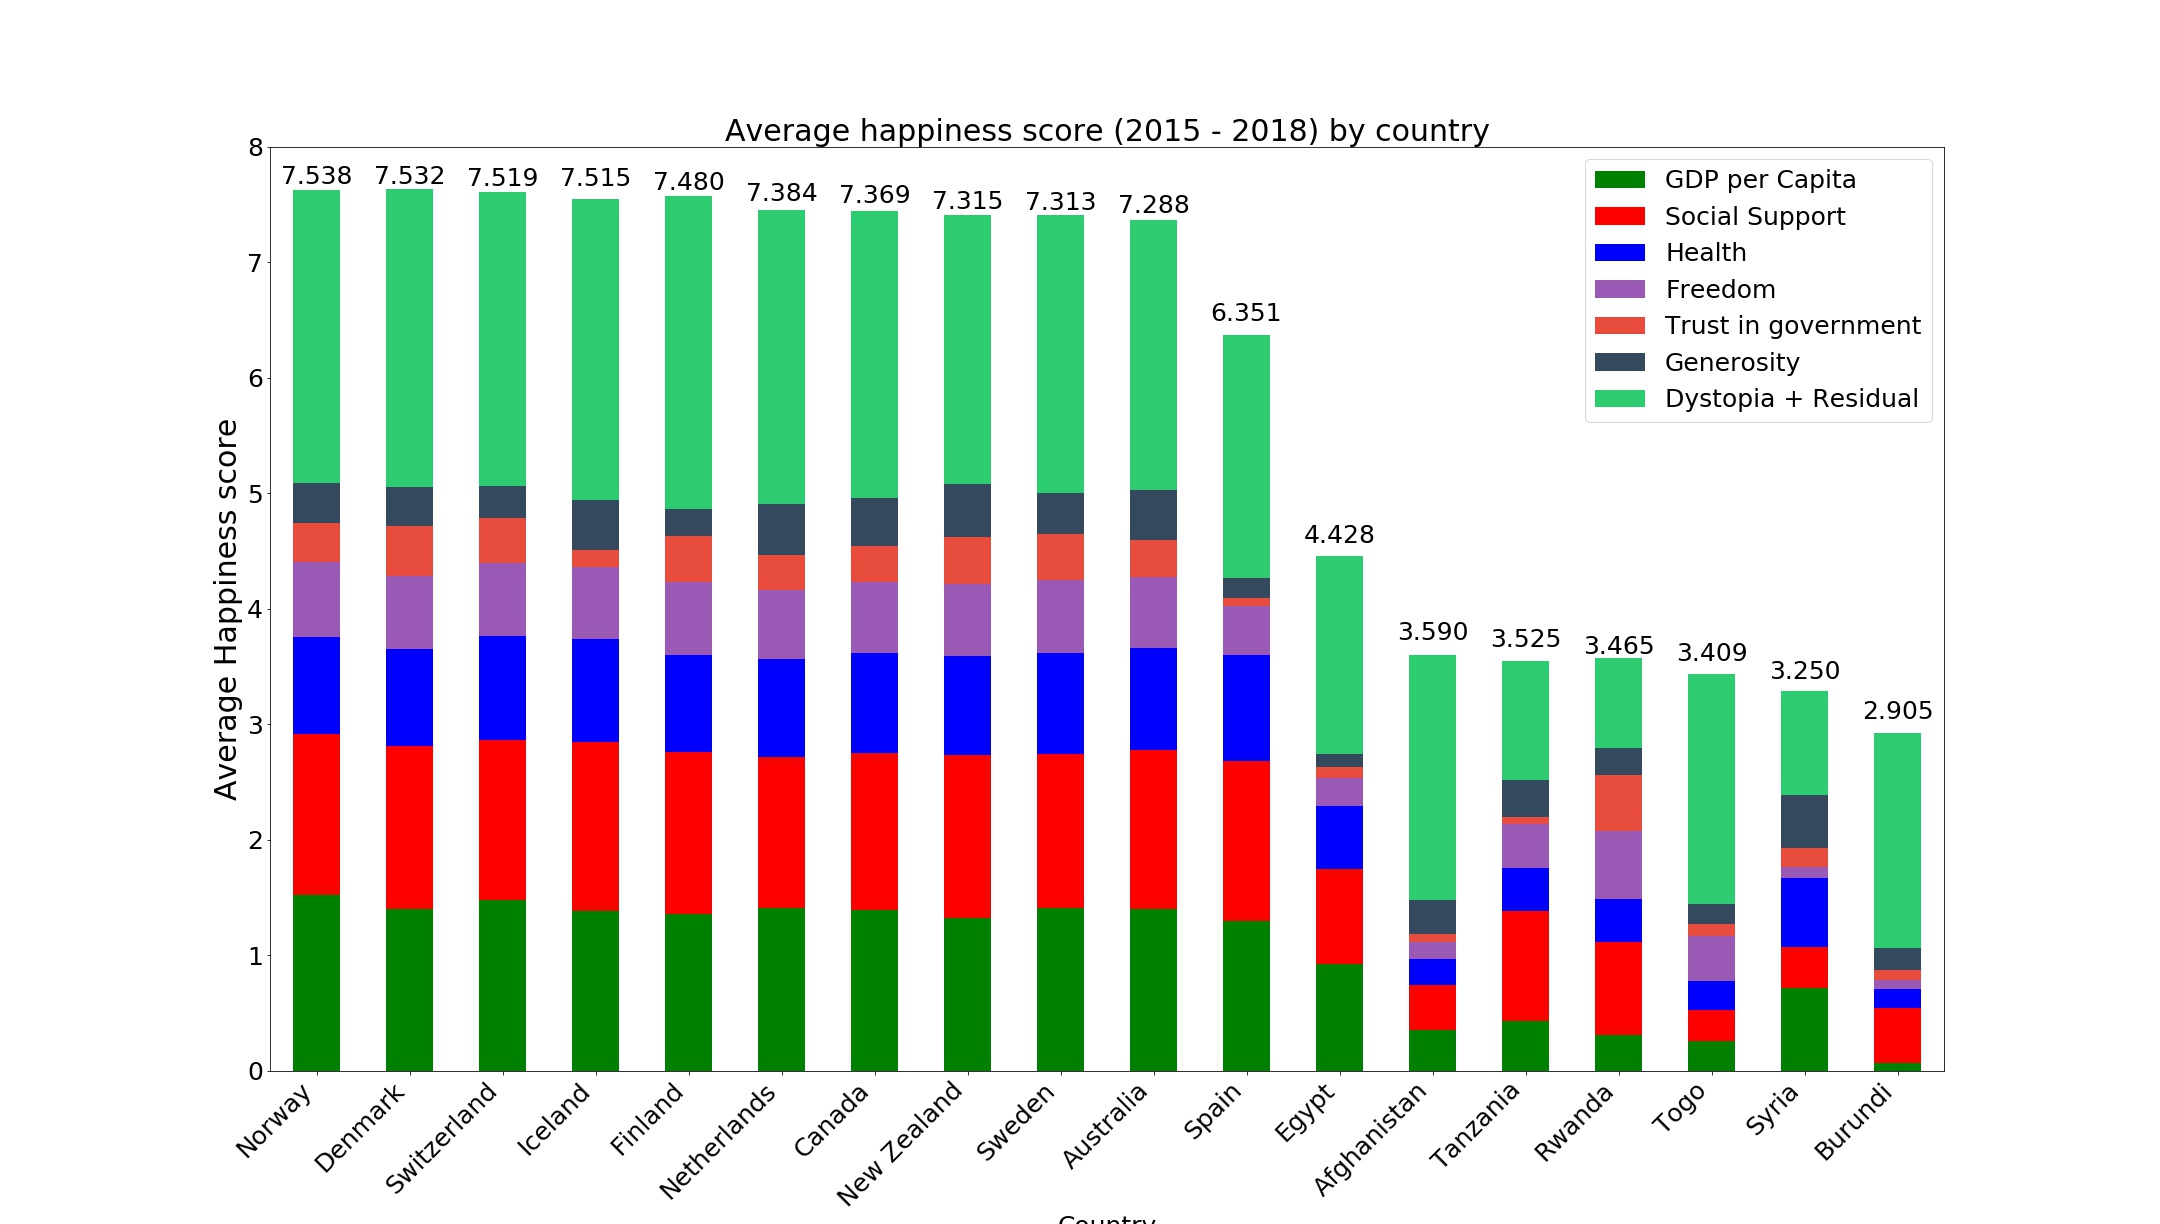 Average happiness score (2015 - 2018) by country
8
7
6
5
4
3
2
1
0
Average Happiness score
7.538
7.532
7.519
7.515
7.480
7.384
7.369
7.315
7.313
7.288
6.351
4.428
3.590
3.525
3.465
3.409
3.250
2.905
GDP per Capita
Social Support
Health
Freedom
Trust in government
Generosity
Dystopia + Residual
Norway
Denmark
Switzerland
Iceland
Finland
Netherlands
Canada
New Zealand
Sweden
Australia
Spain
Egypt
Afghanistan
Tanzania
Rwanda
Togo
Syria
Burundi
Country